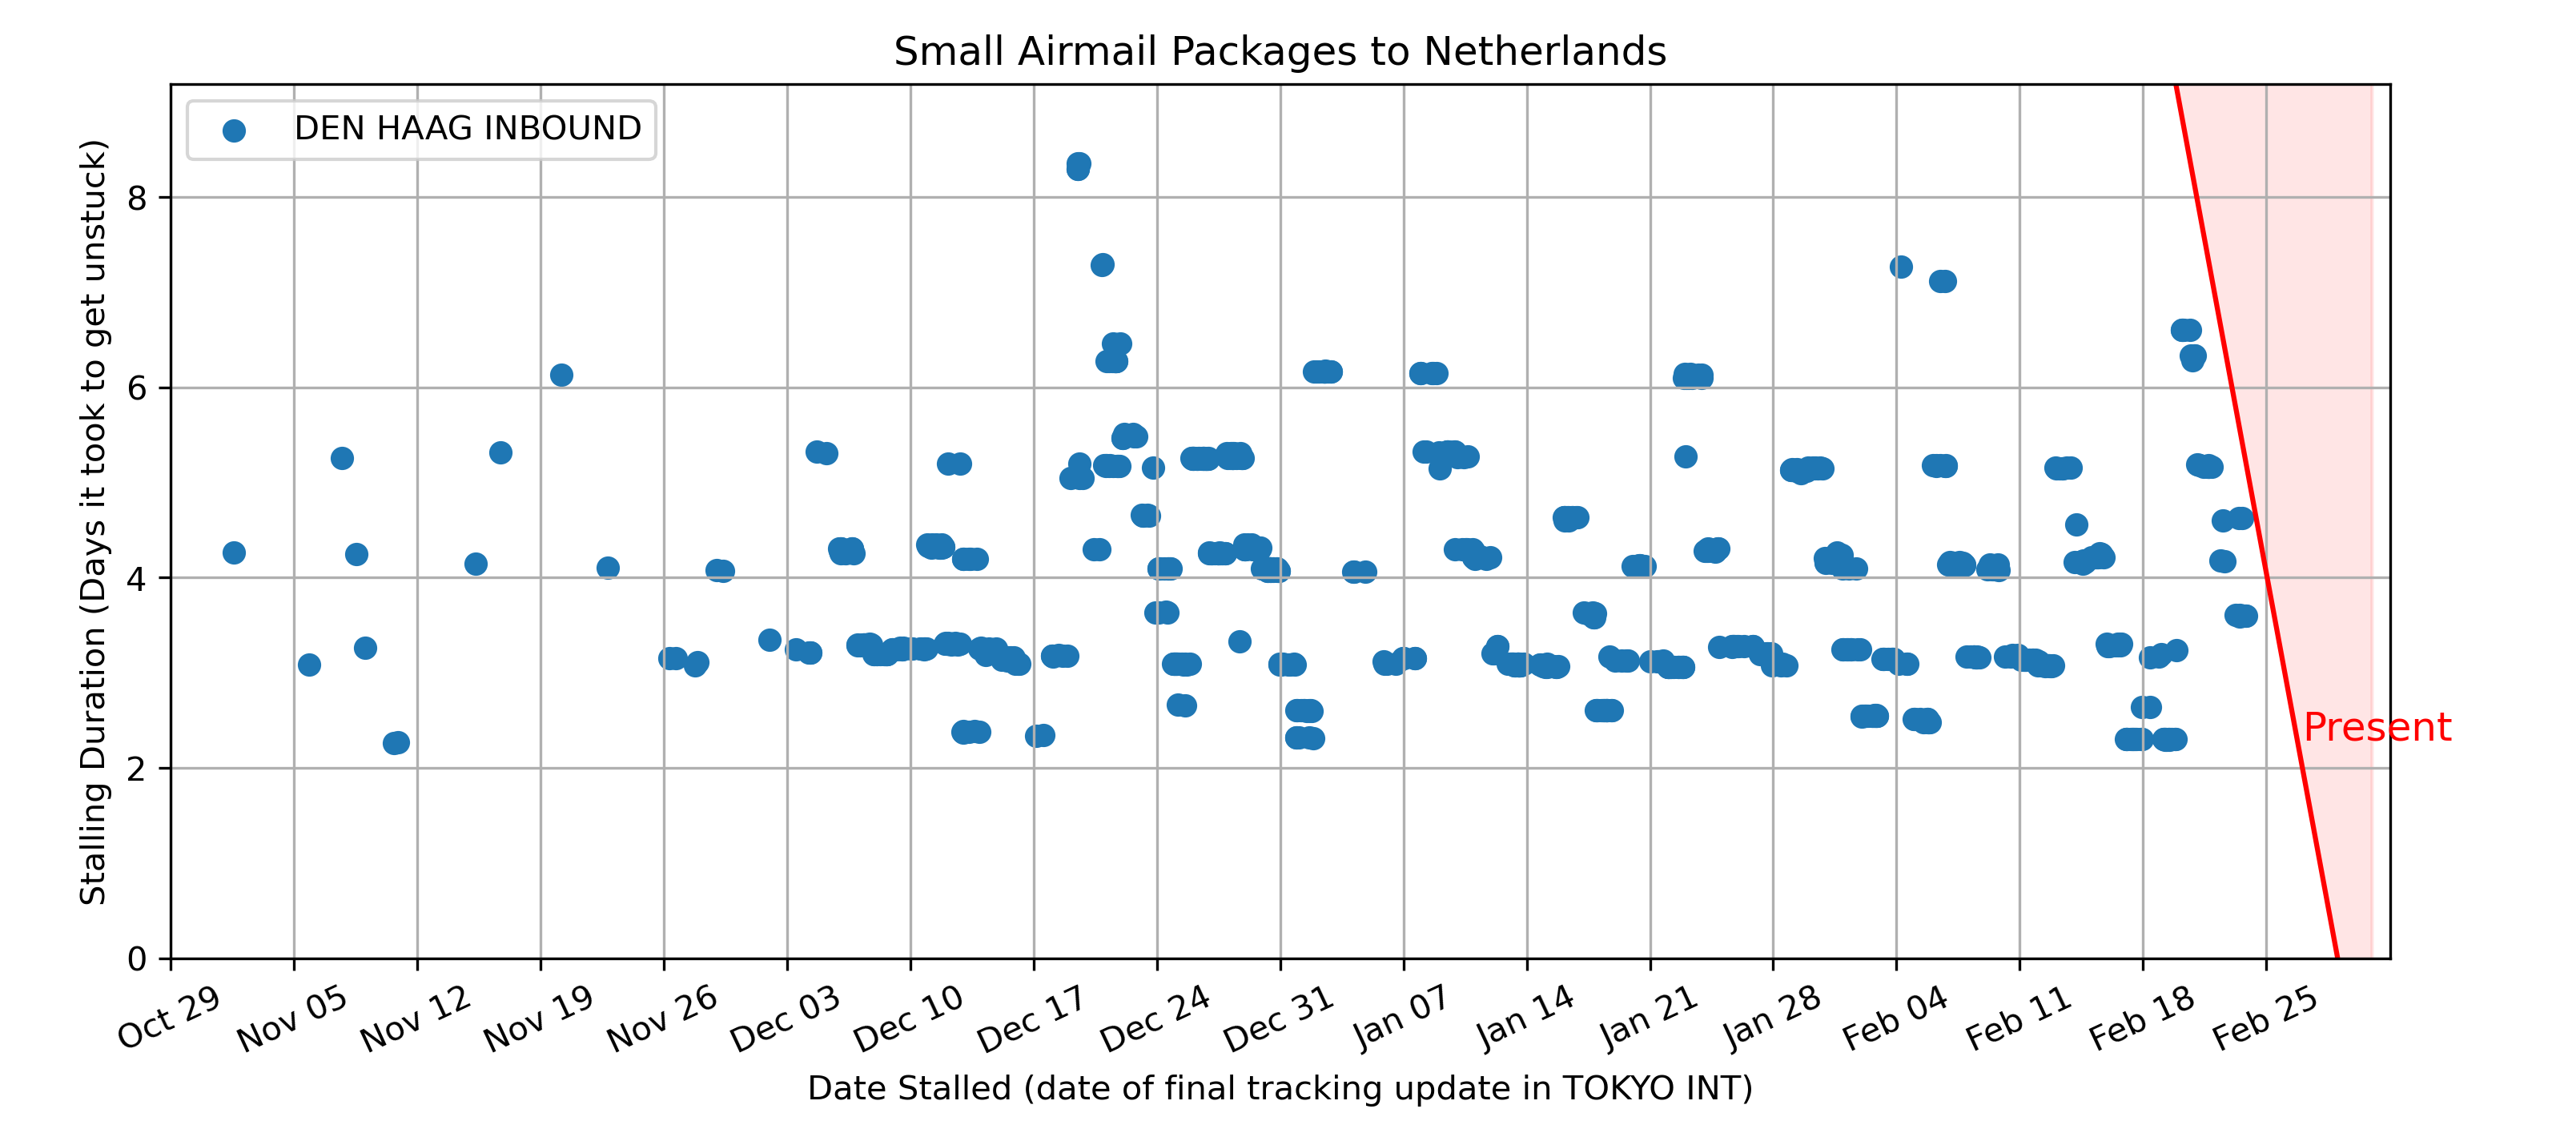 Small Airmail Packages to Netherlands
DEN HAAG INBOUND
Stalling Duration (Days it took to get unstuck)
8
6
4
2
0
Present
Oct 29
Nov 05
Nov 12
Nov 19
Nov 26
Dec 03
Dec 10
Dec 17
Dec 24
Dec 31
Jan 07
Jan 14
Jan 21
Jan 28
Feb 04
Feb 11
Feb 18
Feb 25
Date Stalled (date of final tracking update in TOKYO INT)